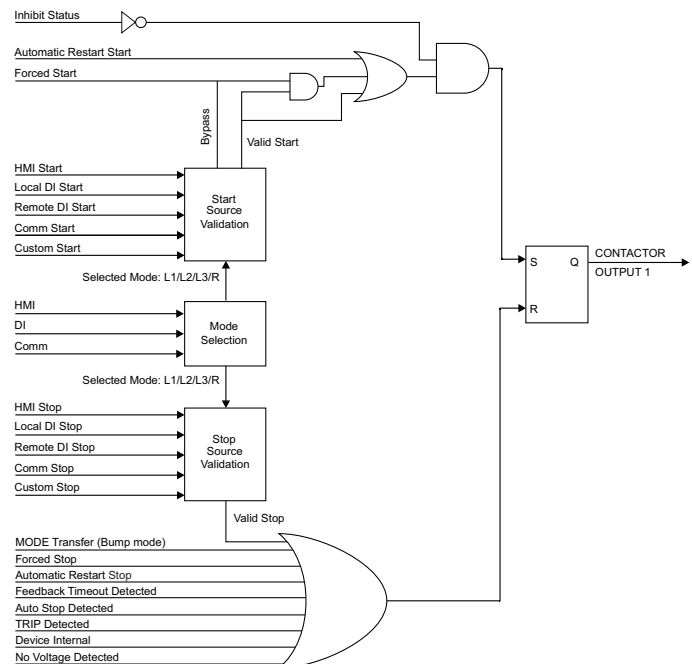 Inhibit Status
Automatic Restart Start
Forced Start
Bypass
Valid Start
HMI Start
Local DI Start
Remote DI Start
Comm Start
Custom Start
Start
Source
Validation
Selected Mode: L1/L2/L3/R
HMI
DI
Comm
Mode
Selection
Selected Mode: L1/L2/L3/R
HMI Stop
Local DI Stop
Remote DI Stop
Comm Stop
Custom Stop
Stop
Source
Validation
Valid Stop
MODE Transfer (Bump mode)
Forced Stop
Automatic Restart Stop
Feedback Timeout Detected
Auto Stop Detected
TRIP Detected
Device Internal
No Voltage Detected
S Q
R
CONTACTOR
OUTPUT 1